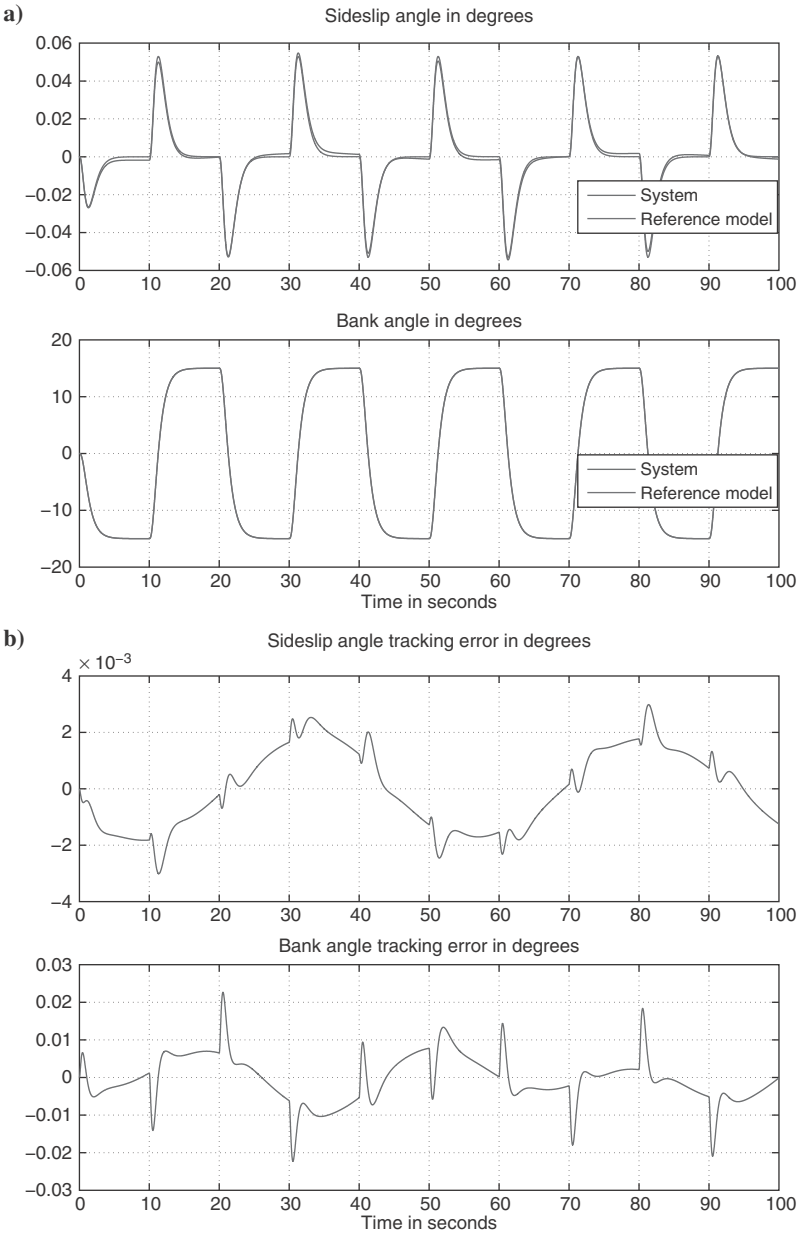 a)
Sideslip angle in degrees
0.06
0.04
0.02
0
−0.02
−0.04
−0.06
System
Reference model
0 10 20 30 40 50 60 70 80 90 100
Bank angle in degrees
20
10
0
−10
−20
System
Reference model
0 10 20 30 40 50 60 70 80 90 100
Time in seconds
b)
Sideslip angle tracking error in degrees
× 10−3
4
2
0
−2
−4
0 10 20 30 40 50 60 70 80 90 100
Bank angle tracking error in degrees
0.03
0.02
0.01
0
−0.01
−0.02
−0.03
0 10 20 30 40 50 60 70 80 90 100
Time in seconds